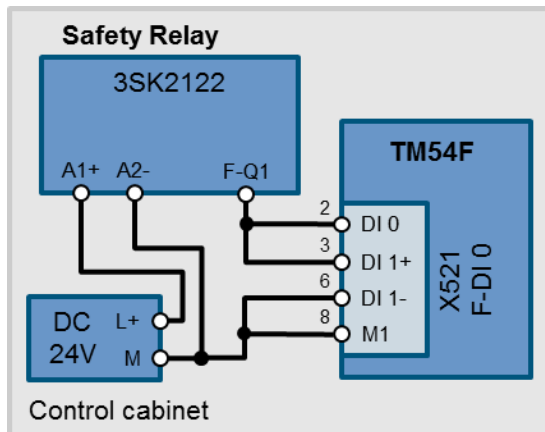 Safety Relay
3SK2122
A1+ A2- F-Q1
TM54F
2 DI 0
3 DI 1+
6 DI 1-
8 M1
X521
F-DI 0
DC
24V
L+
M
Control cabinet